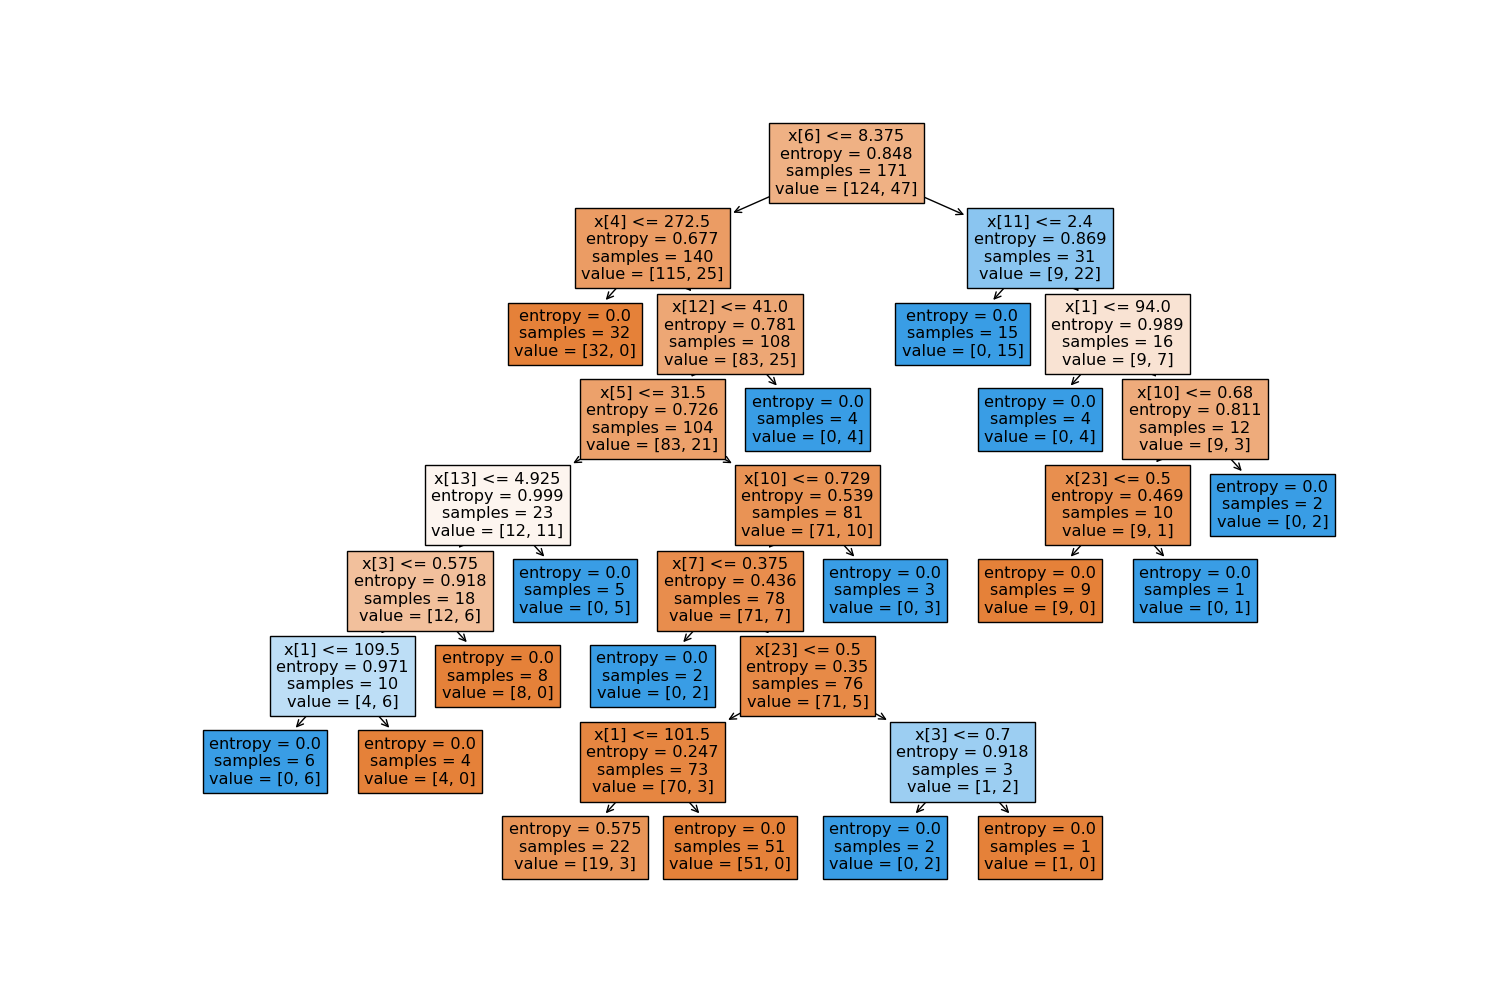 x[6] <= 8.375
entropy = 0.848
samples = 171
value = [124, 47]
x[4] <= 272.5
entropy = 0.677
samples = 140
value = [115, 25]
x[11] <= 2.4
entropy = 0.869
samples = 31
value = [9, 22]
entropy = 0.0
samples = 32
value = [32, 0]
x[12] <= 41.0
entropy = 0.781
samples = 108
value = [83, 25]
entropy = 0.0
samples = 15
value = [0, 15]
x[1] <= 94.0
entropy = 0.989
samples = 16
value = [9, 7]
x[5] <= 31.5
entropy = 0.726
samples = 104
value = [83, 21]
entropy = 0.0
samples = 4
value = [0, 4]
entropy = 0.0
samples = 4
value = [0, 4]
x[10] <= 0.68
entropy = 0.811
samples = 12
value = [9, 3]
x[13] <= 4.925
entropy = 0.999
samples = 23
value = [12, 11]
x[10] <= 0.729
entropy = 0.539
samples = 81
value = [71, 10]
x[23] <= 0.5
entropy = 0.469
samples = 10
value = [9, 1]
entropy = 0.0
samples = 2
value = [0, 2]
x[3] <= 0.575
entropy = 0.918
samples = 18
value = [12, 6]
entropy = 0.0
samples = 5
value = [0, 5]
x[7] <= 0.375
entropy = 0.436
samples = 78
value = [71, 7]
entropy = 0.0
samples = 3
value = [0, 3]
entropy = 0.0
samples = 9
value = [9, 0]
entropy = 0.0
samples = 1
value = [0, 1]
x[1] <= 109.5
entropy = 0.971
samples = 10
value = [4, 6]
entropy = 0.0
samples = 8
value = [8, 0]
entropy = 0.0
samples = 2
value = [0, 2]
x[23] <= 0.5
entropy = 0.35
samples = 76
value = [71, 5]
entropy = 0.0
samples = 6
value = [0, 6]
entropy = 0.0
samples = 4
value = [4, 0]
x[1] <= 101.5
entropy = 0.247
samples = 73
value = [70, 3]
x[3] <= 0.7
entropy = 0.918
samples = 3
value = [1, 2]
entropy = 0.575
samples = 22
value = [19, 3]
entropy = 0.0
samples = 51
value = [51, 0]
entropy = 0.0
samples = 2
value = [0, 2]
entropy = 0.0
samples = 1
value = [1, 0]